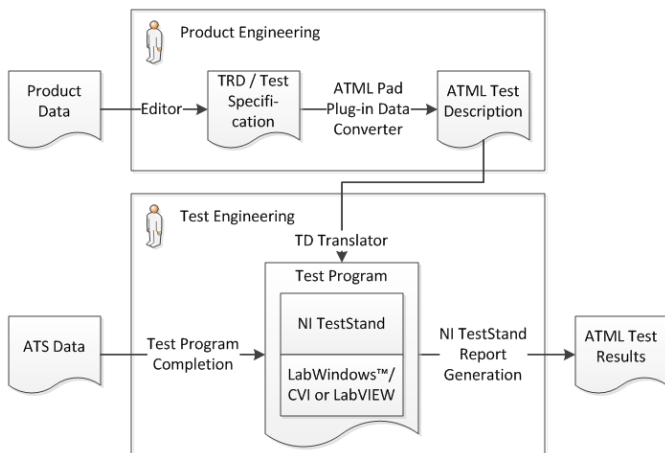 Product Engineering
Product
Data
Editor
TRD / Test
Specifi-
cation
ATML Pad
Plug-in Data
Converter
ATML Test
Description
Test Engineering
TD Translator
Test Program
ATS Data
Test Program
Completion
NI TestStand
LabWindows™/
CVI or LabVIEW
NI TestStand
Report
Generation
ATML Test
Results